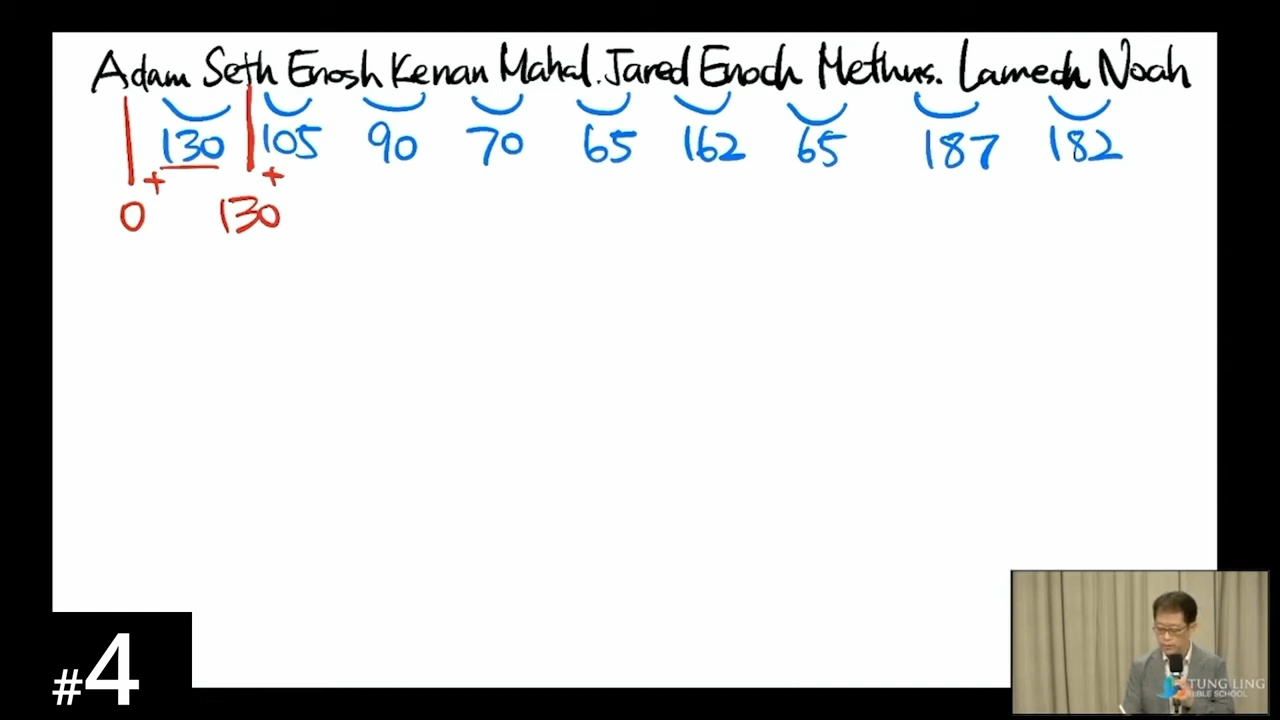 Adam Seth Enosh Kenan Mahal. Jared Enoch Methus. Lamech Noah
130 105 90 70 65 162 65 187 182
+ +
0 130
#4
TUNG LING
BIBLE SCHOOL